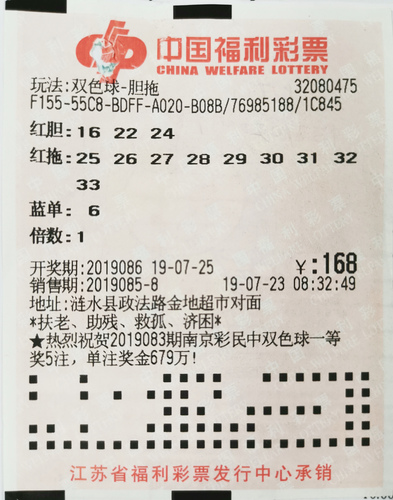 中国福利彩票
CHINA WELFARE LOTTERY
玩法:双色球-胆拖 32080475
F155-55C8-BDFF-A020-B08B/76985188/1C845
红胆:16 22 24
红拖:25 26 27 28 29 30 31 32
33
蓝单: 6
倍数:1
开奖期:2019086 19-07-25 ￥:168
销售期:2019085-8 19-07-23 08:32:49
地址:涟水县政法路金地超市对面
*扶老、助残、救孤、济困*
★热烈祝贺2019083期南京彩民中双色球一等
奖5注，单注奖金679万!
江苏省福利彩票发行中心承销